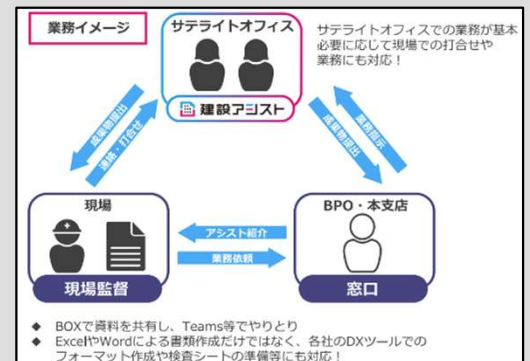 業務イメージ
サテライトオフィス
サテライトオフィスでの業務が基本
必要に応じて現場での打合せや
業務にも対応！
建設アシスト
成果物提出
連絡・打合せ
成果物提出
業務指示
現場
BPO・本支店
アシスト紹介
業務依頼
現場監督
窓口
◆ BOXで資料を共有し、Teams等でやりとり
◆ ExcelやWordによる書類作成だけではなく、各社のDXツールでの
フォーマット作成や検査シートの準備等にも対応！